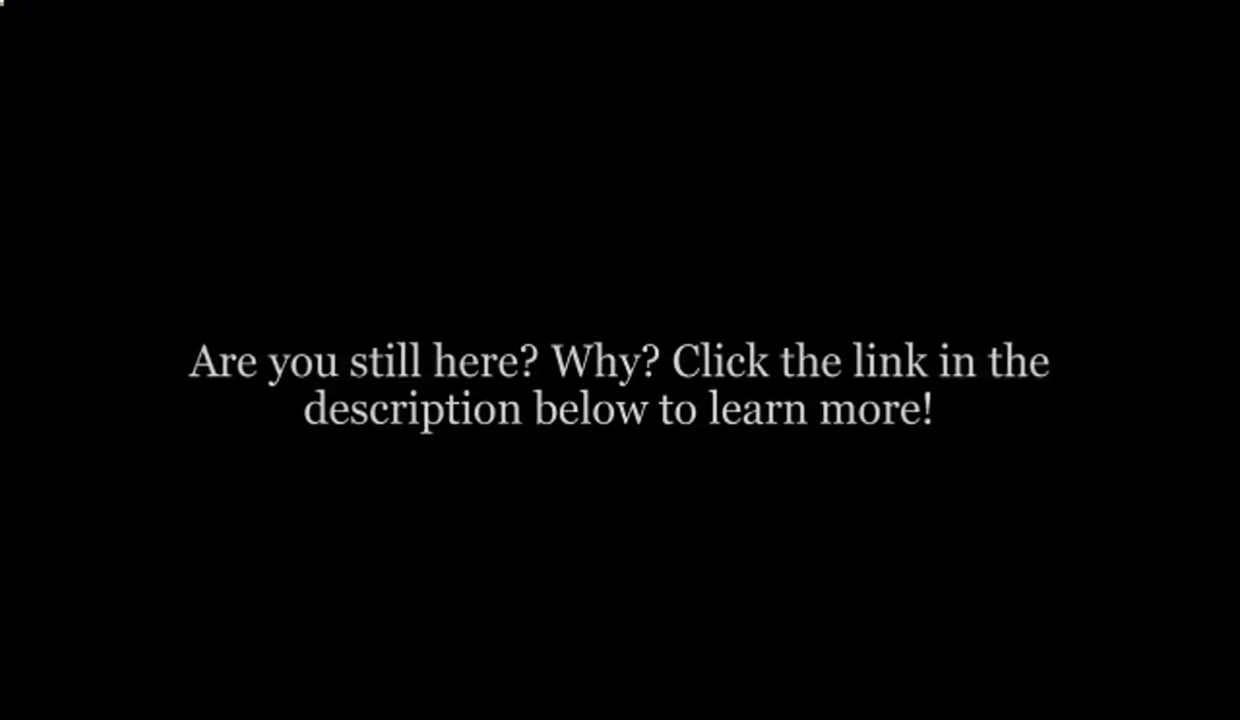 Are you still here? Why? Click the link in the
description below to learn more!